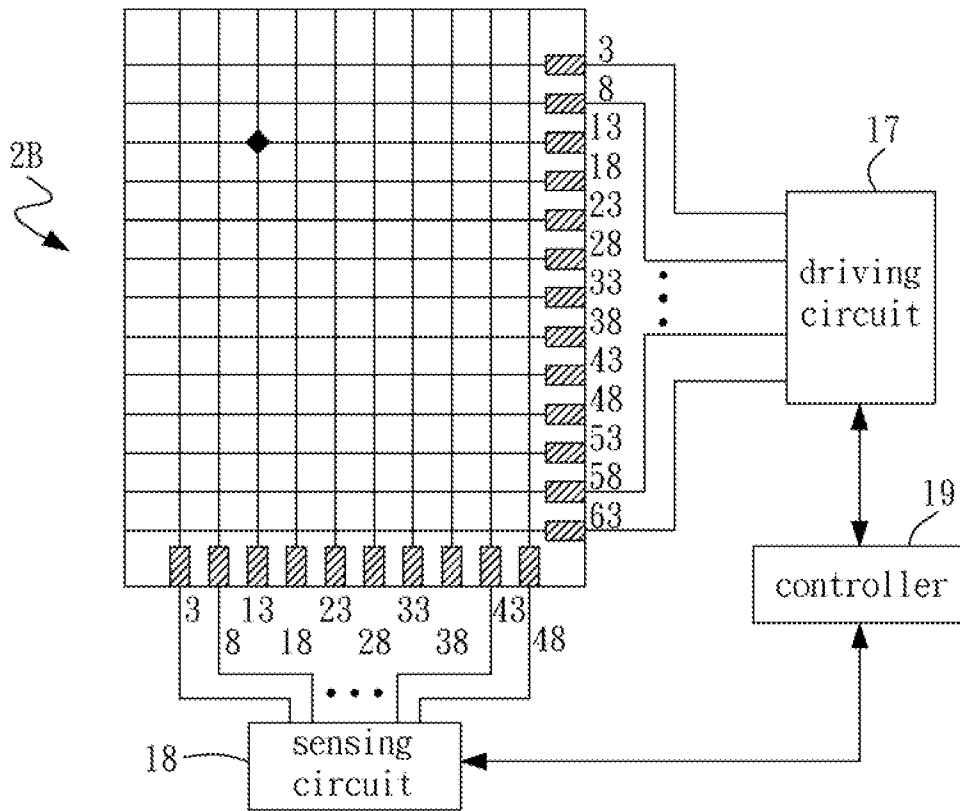 3
8
13
18
23
28
33
38
43
48
53
58
63
2B
17
driving
circuit
19
controller
3 13 23 33 43
8 18 28 38 48
sensing
circuit
18